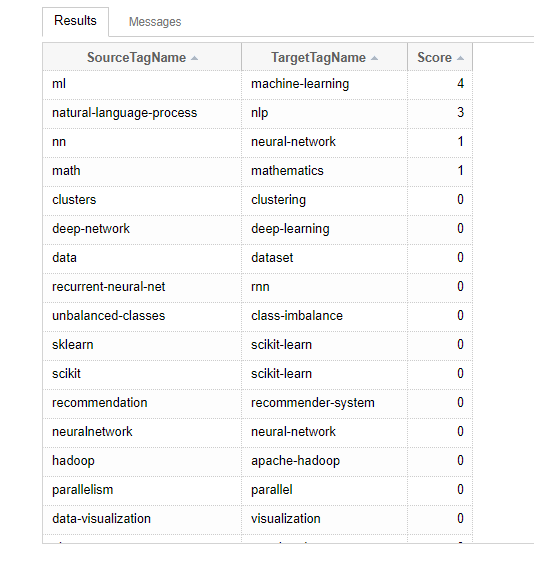 Results Messages
SourceTagName TargetTagName Score
ml machine-learning 4
natural-language-process nlp 3
nn neural-network 1
math mathematics 1
clusters clustering 0
deep-network deep-learning 0
data dataset 0
recurrent-neural-net rnn 0
unbalanced-classes class-imbalance 0
sklearn scikit-learn 0
scikit scikit-learn 0
recommendation recommender-system 0
neuralnetwork neural-network 0
hadoop apache-hadoop 0
parallelism parallel 0
data-visualization visualization 0